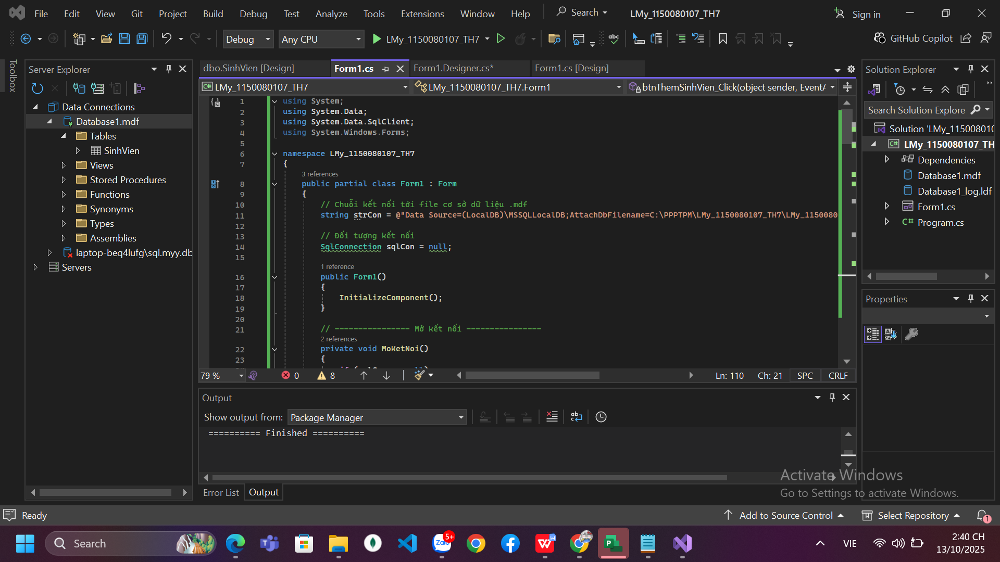 File Edit View Git Project Build Debug Test Analyze Tools Extensions Window Help Search LMy_1150080107_TH7 Sign in
Debug Any CPU LMy_1150080107_TH7 GitHub Copilot
Toolbox
Server Explorer
Data Connections
Database1.mdf
Tables
SinhVien
Views
Stored Procedures
Functions
Synonyms
Types
Assemblies
laptop-beq4lufg\sql.myy.db
Servers
dbo.SinhVien [Design] Form1.cs Form1.Designer.cs* Form1.cs [Design]
LMy_1150080107_TH7 LMy_1150080107_TH7.Form1 btnThemSinhVien_Click(object sender, EventA
1 using System;
2 using System.Data;
3 using System.Data.SqlClient;
4 using System.Windows.Forms;
5
6 namespace LMy_1150080107_TH7
7 {
3 references
8 public partial class Form1 : Form
9 {
10 // Chuỗi kết nối tới file cơ sở dữ liệu .mdf
11 string strCon = @"Data Source=(LocalDB)\MSSQLLocalDB;AttachDbFilename=C:\PPPTPM\LMy_1150080107_TH7\LMy_1150080
12
13 // Đối tượng kết nối
14 SqlConnection sqlCon = null;
15
1 reference
16 public Form1()
17 {
18 InitializeComponent();
19 }
20
21 // ---------------- Mở kết nối ----------------
2 references
22 private void MoKetNoi()
23 {
79 % 0 8 Ln: 110 Ch: 21 SPC CRLF
Output
Show output from: Package Manager
========== Finished ==========
Error List Output
Solution Explorer
Search Solution Explore
Solution 'LMy_11500801
LMy_1150080107_TH
Dependencies
Database1.mdf
Database1_log.ldf
Form1.cs
C# Program.cs
Properties
Activate Windows
Go to Settings to activate Windows.
Ready Add to Source Control Select Repository 1
Search 5+ Zalo VIE 2:40 CH
13/10/2025